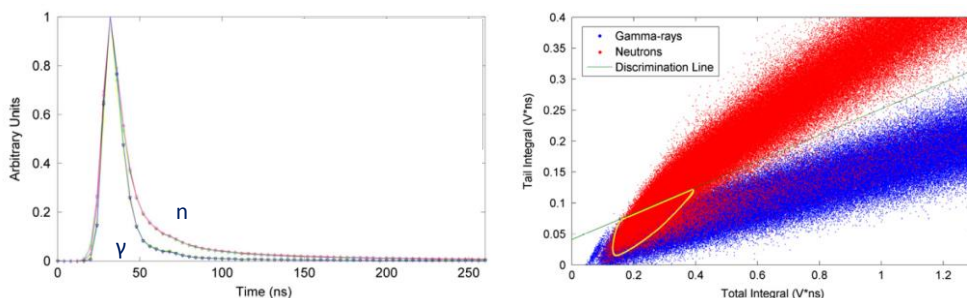 1
0.8
0.6
0.4
0.2
0
Arbitrary Units
n
γ
0 50 100 150 200 250
Time (ns)
0.4
0.35
0.3
0.25
0.2
0.15
0.1
0.05
0
Tail Integral (V*ns)
Gamma-rays
Neutrons
Discrimination Line
0 0.2 0.4 0.6 0.8 1 1.2
Total Integral (V*ns)